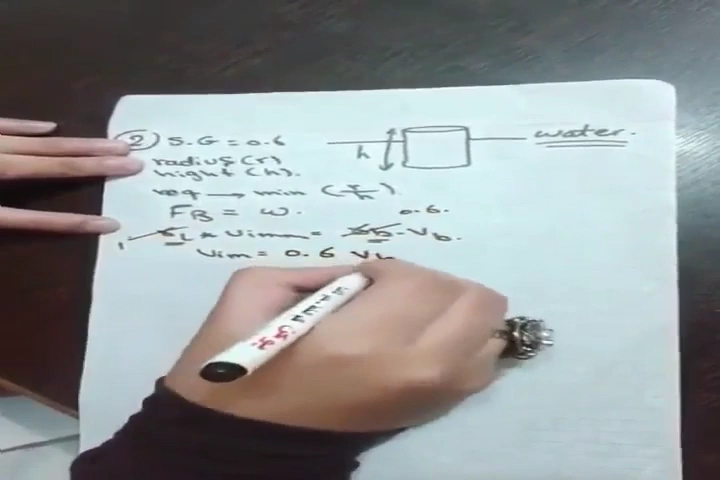 ② S.G = 0.6
water.
radius (r)
h
hight (h).
req → min (r/h).
FB = ω.
0.6.
1 γL * Vimm = γb - Vb.
Vim = 0.6 Vb